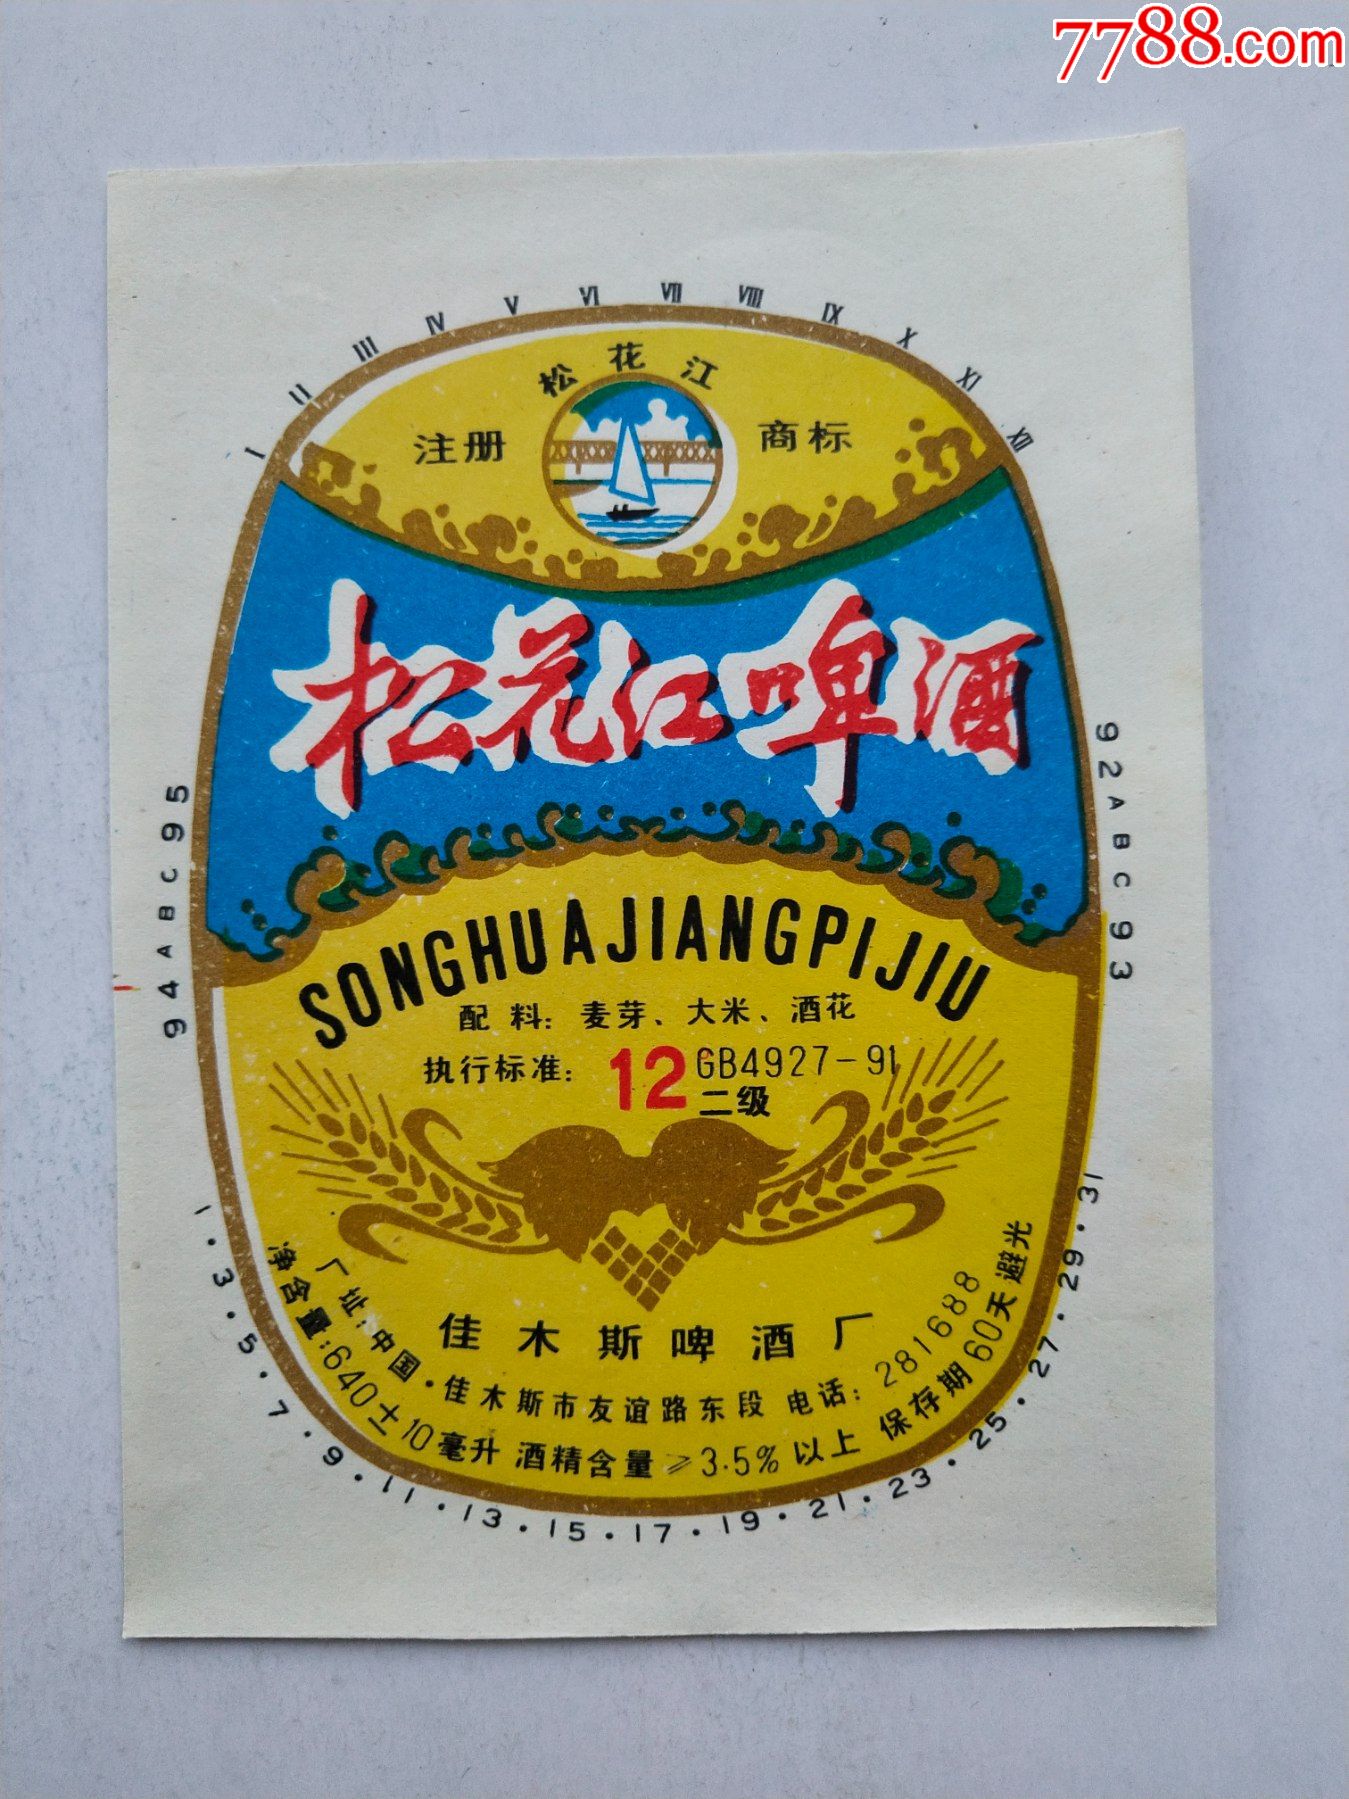 7788.com
I II III IV V VI VII VIII IX X XI XII
松花江
注册 商标
松花江啤酒
94ABC95
92ABC93
SONGHUAJIANGPIJIU
配料：麦芽、大米、酒花
执行标准：12 GB4927-91
二级
佳木斯啤酒厂
厂址：中国·佳木斯市友谊路东段 电话：281688
净含量：640±10毫升 酒精含量≥3.5%以上 保存期60天避光
1·3·5·7·9·11·13·15·17·19·21·23·25·27·29·31